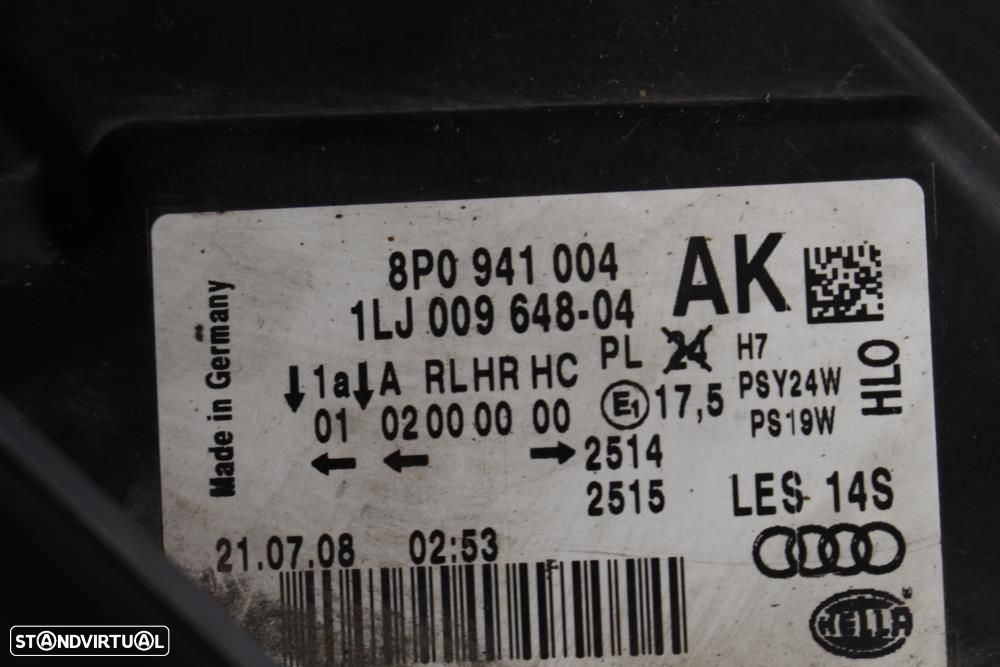 8P0 941 004 AK
1LJ 009 648-04
Made in Germany
1a A RL HR HC PL 24 H7
01 02 00 00 00 E1 17,5 PSY24W
PS19W
HLO
2514
2515 LES 14S
21.07.08 02:53
HELLA
STANDVIRTUAL